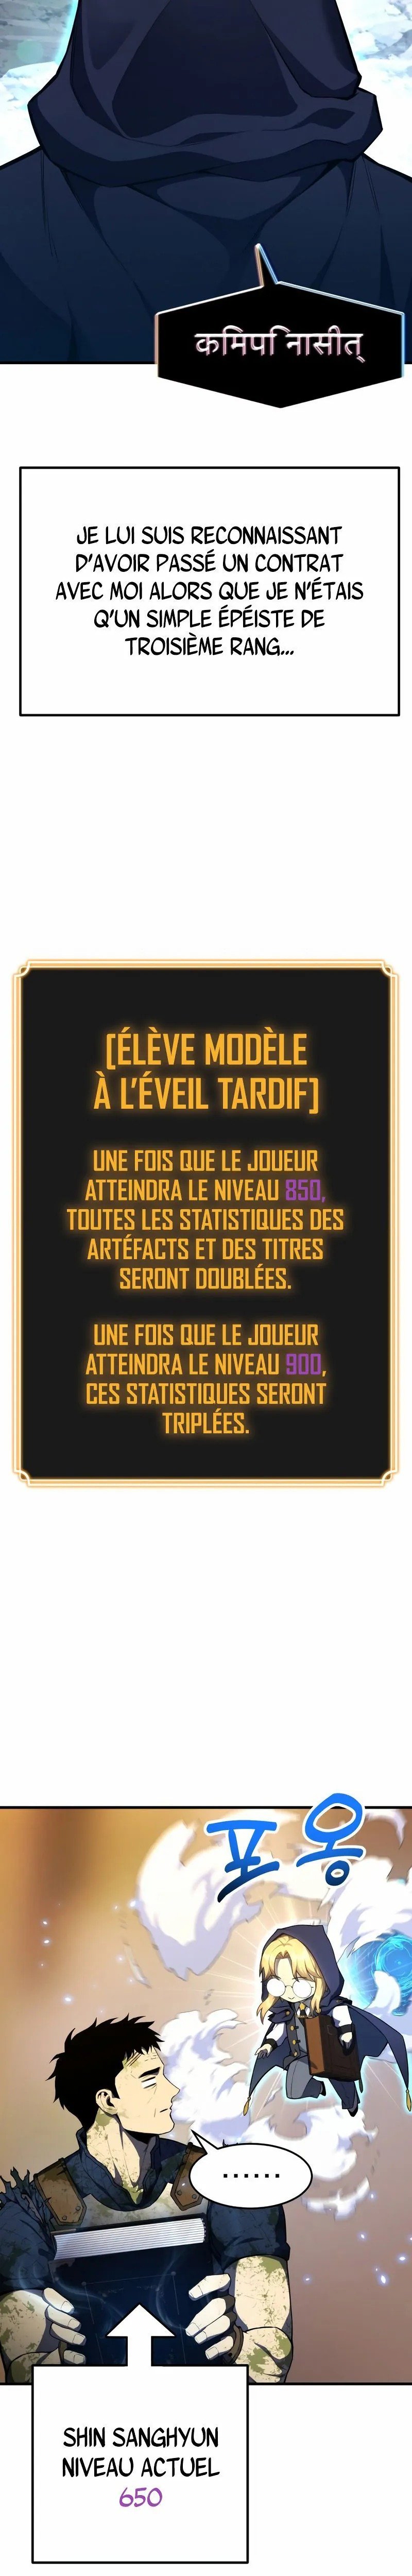 कमिपि नासीत्
JE LUI SUIS RECONNAISSANT
D'AVOIR PASSÉ UN CONTRAT
AVEC MOI ALORS QUE JE N'ÉTAIS
Q'UN SIMPLE ÉPÉISTE DE
TROISIÈME RANG...
[ÉLÈVE MODÈLE
À L'ÉVEIL TARDIF]
UNE FOIS QUE LE JOUEUR
ATTEINDRA LE NIVEAU 850,
TOUTES LES STATISTIQUES DES
ARTÉFACTS ET DES TITRES
SERONT DOUBLÉES.
UNE FOIS QUE LE JOUEUR
ATTEINDRA LE NIVEAU 900,
CES STATISTIQUES SERONT
TRIPLÉES.
포옹
......
SHIN SANGHYUN
NIVEAU ACTUEL
650